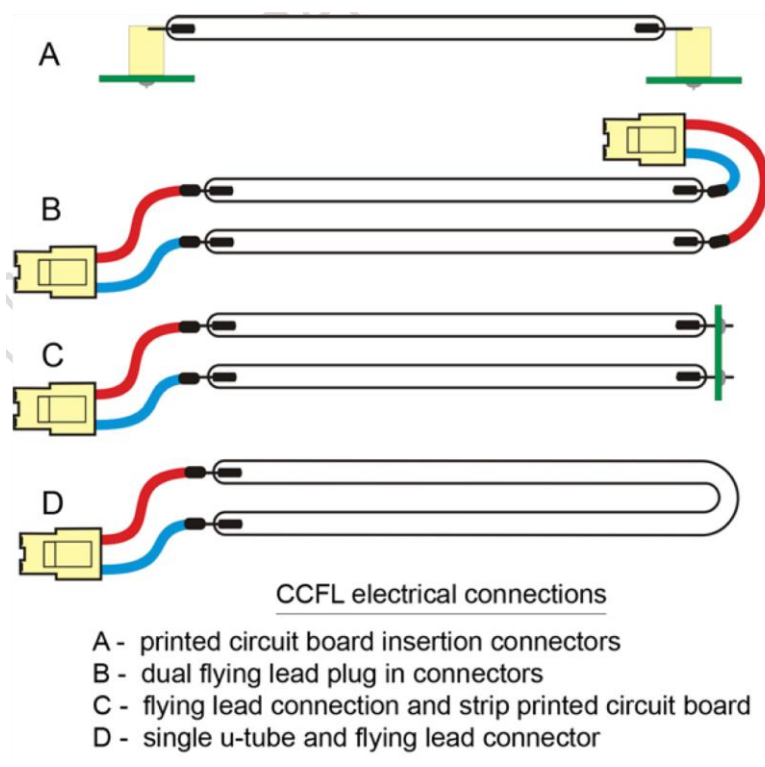 A
B
C
D
CCFL electrical connections
A - printed circuit board insertion connectors
B - dual flying lead plug in connectors
C - flying lead connection and strip printed circuit board
D - single u-tube and flying lead connector